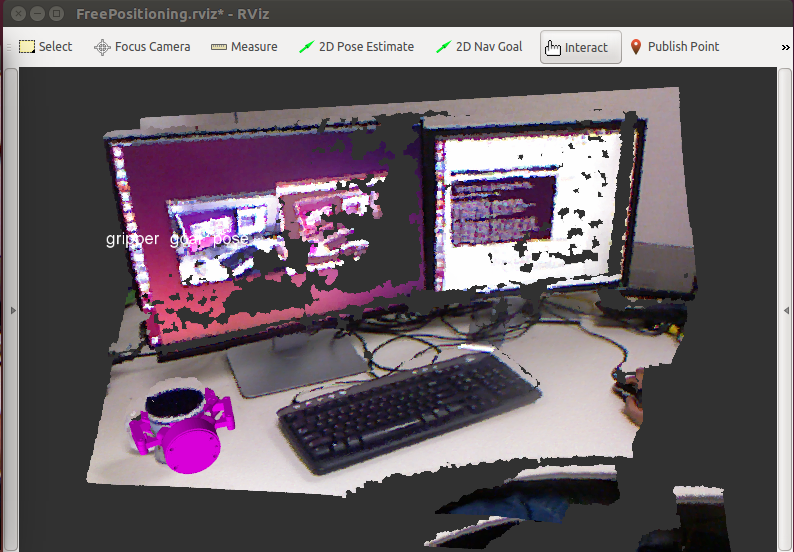 FreePositioning.rviz* - RViz
Select Focus Camera Measure 2D Pose Estimate 2D Nav Goal Interact Publish Point »
gripper goal pose